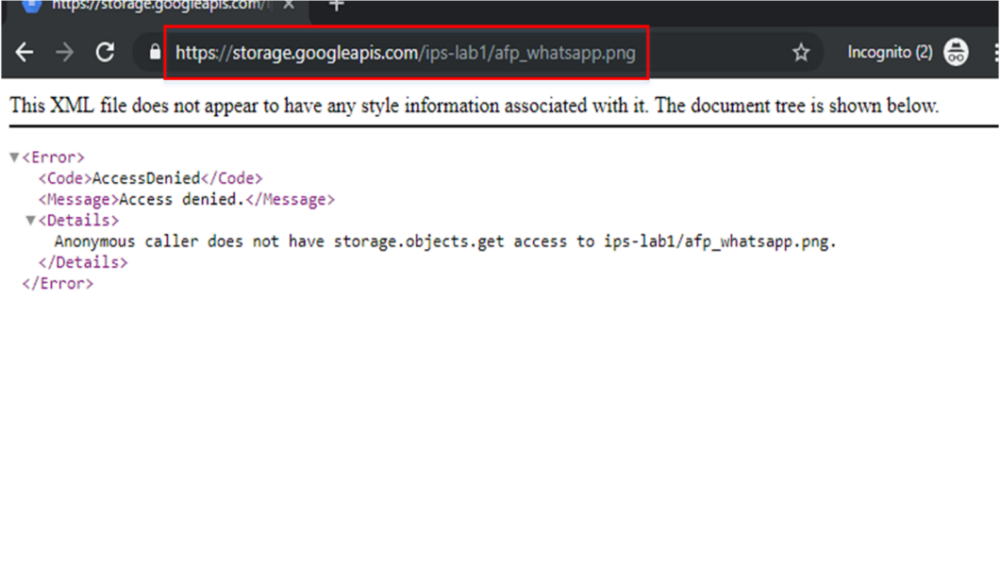 https://storage.googleapis.com/
https://storage.googleapis.com/ips-lab1/afp_whatsapp.png
Incognito (2)
This XML file does not appear to have any style information associated with it. The document tree is shown below.
▼<Error>
<Code>AccessDenied</Code>
<Message>Access denied.</Message>
▼<Details>
Anonymous caller does not have storage.objects.get access to ips-lab1/afp_whatsapp.png.
</Details>
</Error>